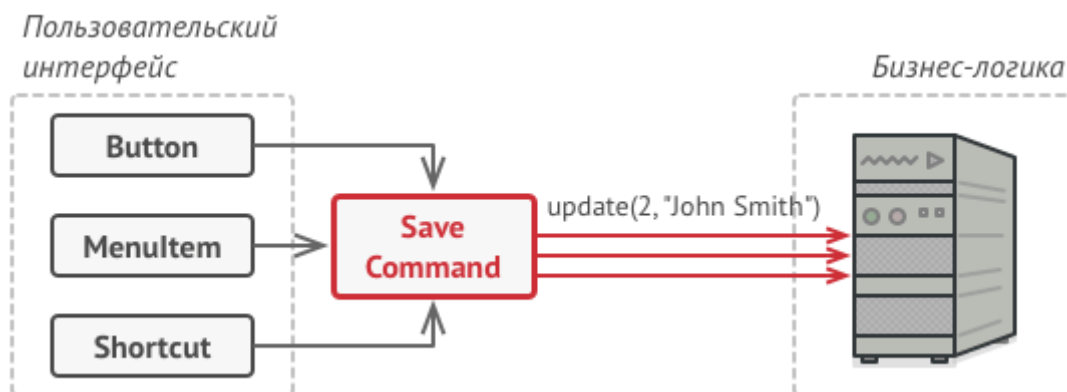 Пользовательский
интерфейс
Бизнес-логика
Button
MenuItem
Shortcut
Save
Command
update(2, "John Smith")